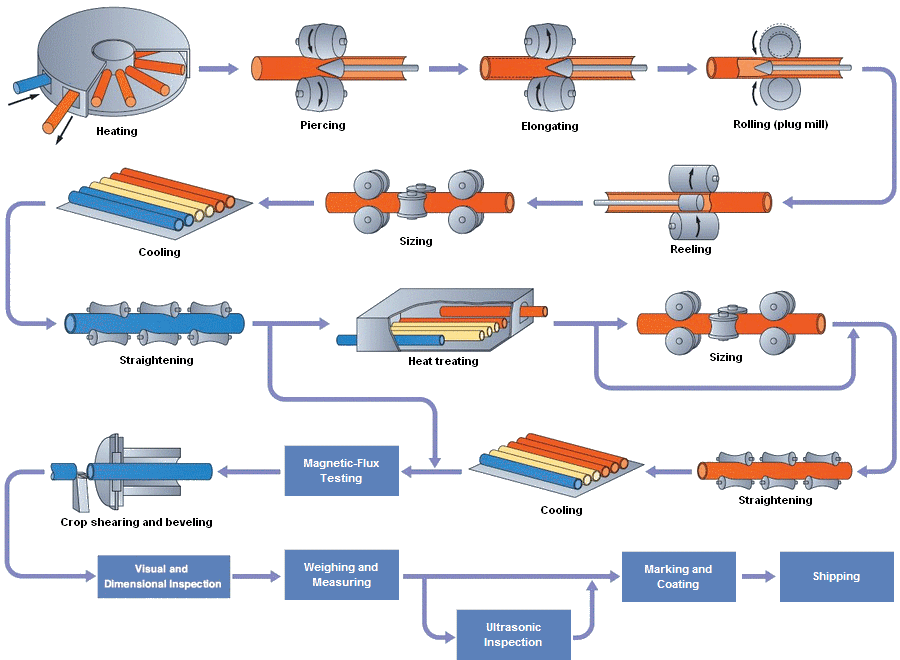 Heating
Piercing
Elongating
Rolling (plug mill)
Cooling
Sizing
Reeling
Straightening
Heat treating
Sizing
Crop shearing and beveling
Magnetic-Flux
Testing
Cooling
Straightening
Visual and
Dimensional Inspection
Weighing and
Measuring
Ultrasonic
Inspection
Marking and
Coating
Shipping